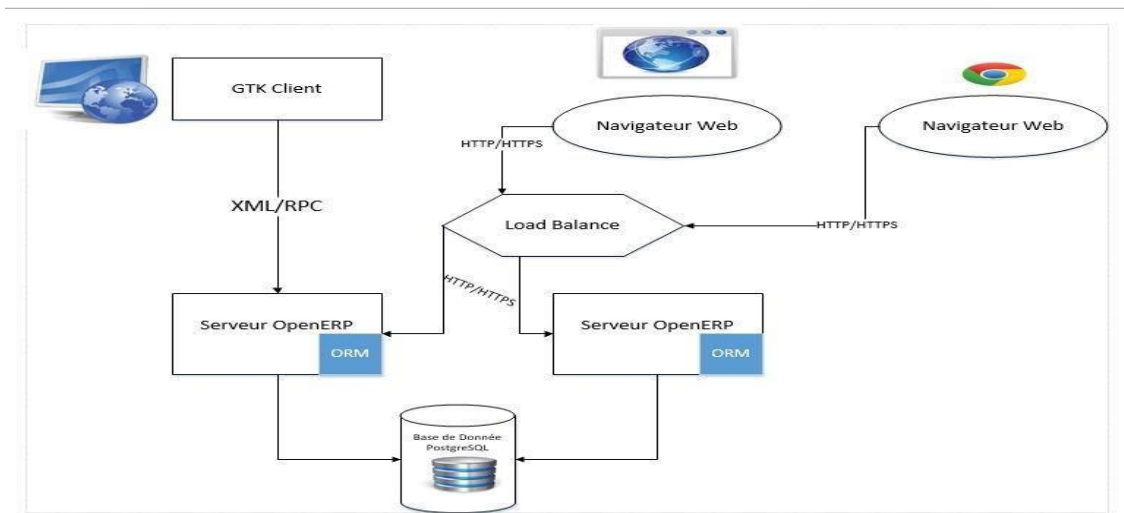 GTK Client
Navigateur Web
Navigateur Web
HTTP/HTTPS
XML/RPC
Load Balance
HTTP/HTTPS
HTTP/HTTPS
Serveur OpenERP
ORM
Serveur OpenERP
ORM
Base de Donnée
PostgreSQL